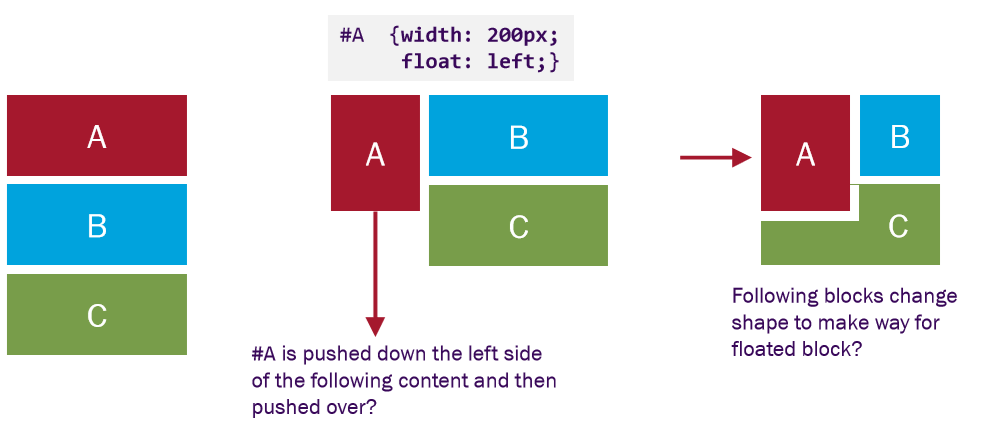 #A {width: 200px;
float: left;}
A
B
C
A
B
C
A
B
C
#A is pushed down the left side
of the following content and then
pushed over?
Following blocks change
shape to make way for
floated block?